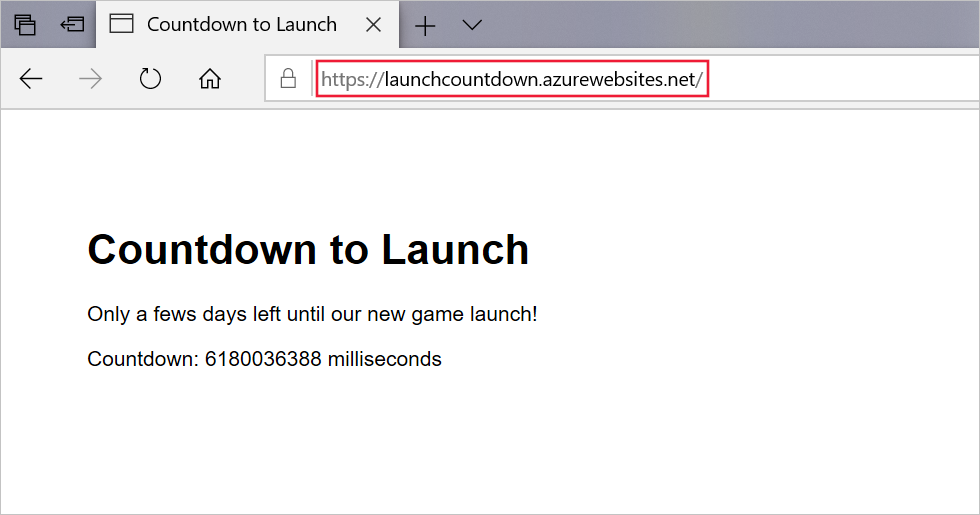 Countdown to Launch
https://launchcountdown.azurewebsites.net/
Countdown to Launch
Only a fews days left until our new game launch!
Countdown: 6180036388 milliseconds